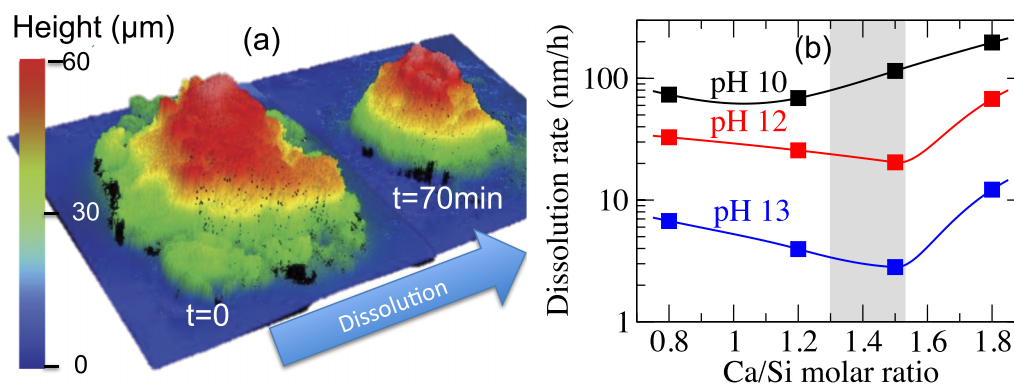 Height (μm)
60
30
0
(a)
t=0
t=70min
Dissolution
Dissolution rate (nm/h)
100
10
1
(b)
pH 10
pH 12
pH 13
0.8
1
1.2
1.4
1.6
1.8
Ca/Si molar ratio